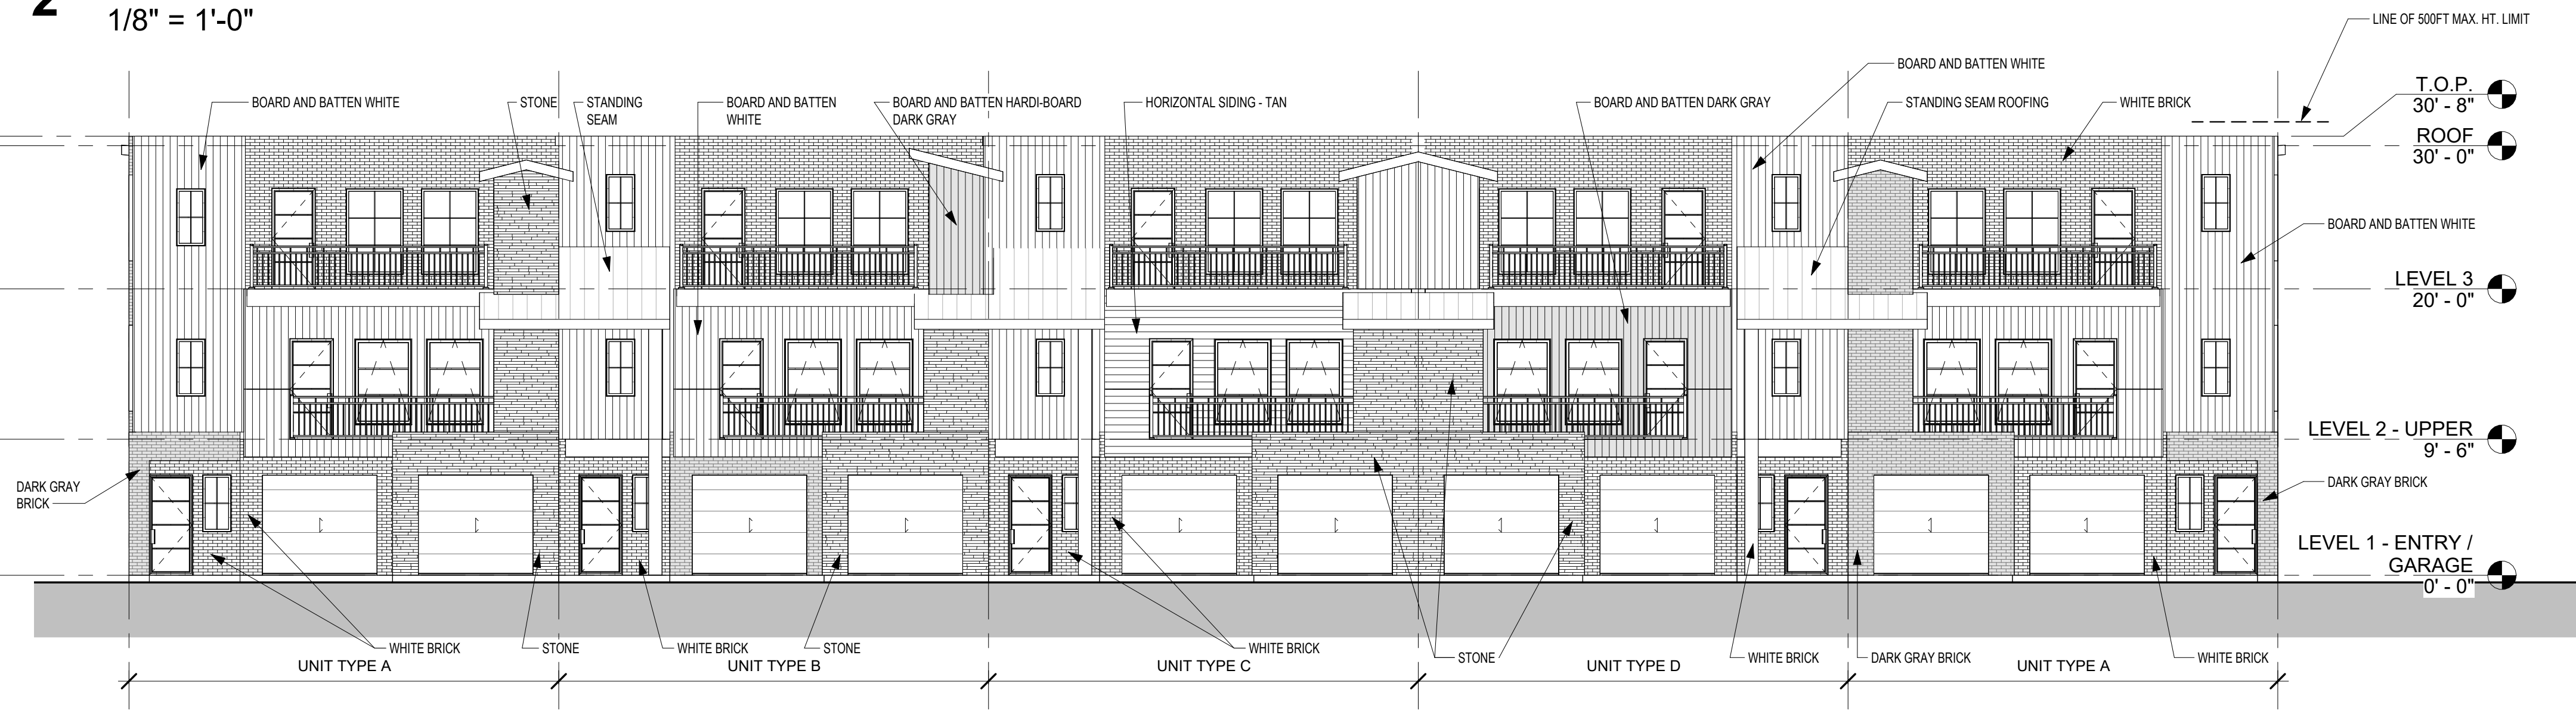 2
1/8" = 1'-0"
LINE OF 500FT MAX. HT. LIMIT
BOARD AND BATTEN WHITE
T.O.P.
30' - 8"
BOARD AND BATTEN WHITE
STONE
STANDING
SEAM
BOARD AND BATTEN
WHITE
BOARD AND BATTEN HARDI-BOARD
DARK GRAY
HORIZONTAL SIDING - TAN
BOARD AND BATTEN DARK GRAY
STANDING SEAM ROOFING
WHITE BRICK
ROOF
30' - 0"
BOARD AND BATTEN WHITE
LEVEL 3
20' - 0"
LEVEL 2 - UPPER
9' - 6"
DARK GRAY
BRICK
DARK GRAY BRICK
LEVEL 1 - ENTRY /
GARAGE
0' - 0"
WHITE BRICK
STONE
WHITE BRICK
STONE
WHITE BRICK
STONE
WHITE BRICK
DARK GRAY BRICK
WHITE BRICK
UNIT TYPE A
UNIT TYPE B
UNIT TYPE C
UNIT TYPE D
UNIT TYPE A